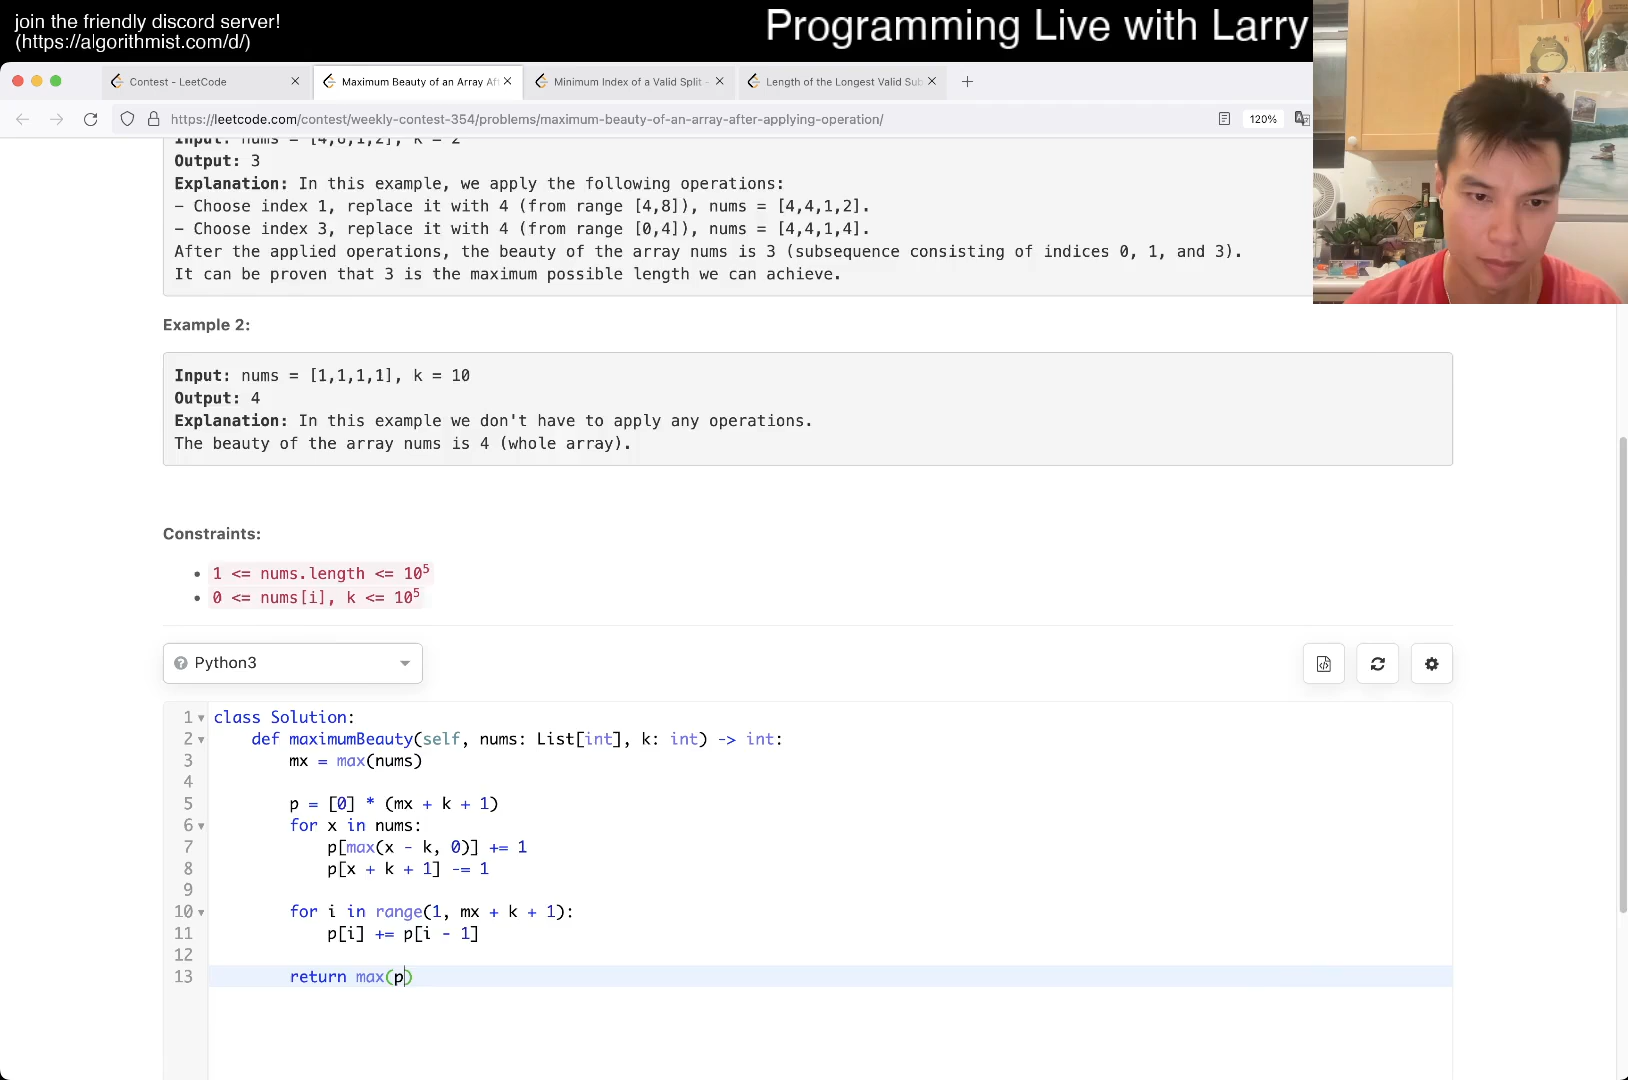 join the friendly discord server!
(https://algorithmist.com/d/)
Programming Live with Larry
Contest - LeetCode
Maximum Beauty of an Array Aft
Minimum Index of a Valid Split -
Length of the Longest Valid Sub
https://leetcode.com/contest/weekly-contest-354/problems/maximum-beauty-of-an-array-after-applying-operation/
120%
Input: nums = [4,6,1,2], k = 2
Output: 3
Explanation: In this example, we apply the following operations:
- Choose index 1, replace it with 4 (from range [4,8]), nums = [4,4,1,2].
- Choose index 3, replace it with 4 (from range [0,4]), nums = [4,4,1,4].
After the applied operations, the beauty of the array nums is 3 (subsequence consisting of indices 0, 1, and 3).
It can be proven that 3 is the maximum possible length we can achieve.
Example 2:
Input: nums = [1,1,1,1], k = 10
Output: 4
Explanation: In this example we don't have to apply any operations.
The beauty of the array nums is 4 (whole array).
Constraints:
• 1 <= nums.length <= 10⁵
• 0 <= nums[i], k <= 10⁵
Python3
1 class Solution:
2 def maximumBeauty(self, nums: List[int], k: int) -> int:
3 mx = max(nums)
4
5 p = [0] * (mx + k + 1)
6 for x in nums:
7 p[max(x - k, 0)] += 1
8 p[x + k + 1] -= 1
9
10 for i in range(1, mx + k + 1):
11 p[i] += p[i - 1]
12
13 return max(p)